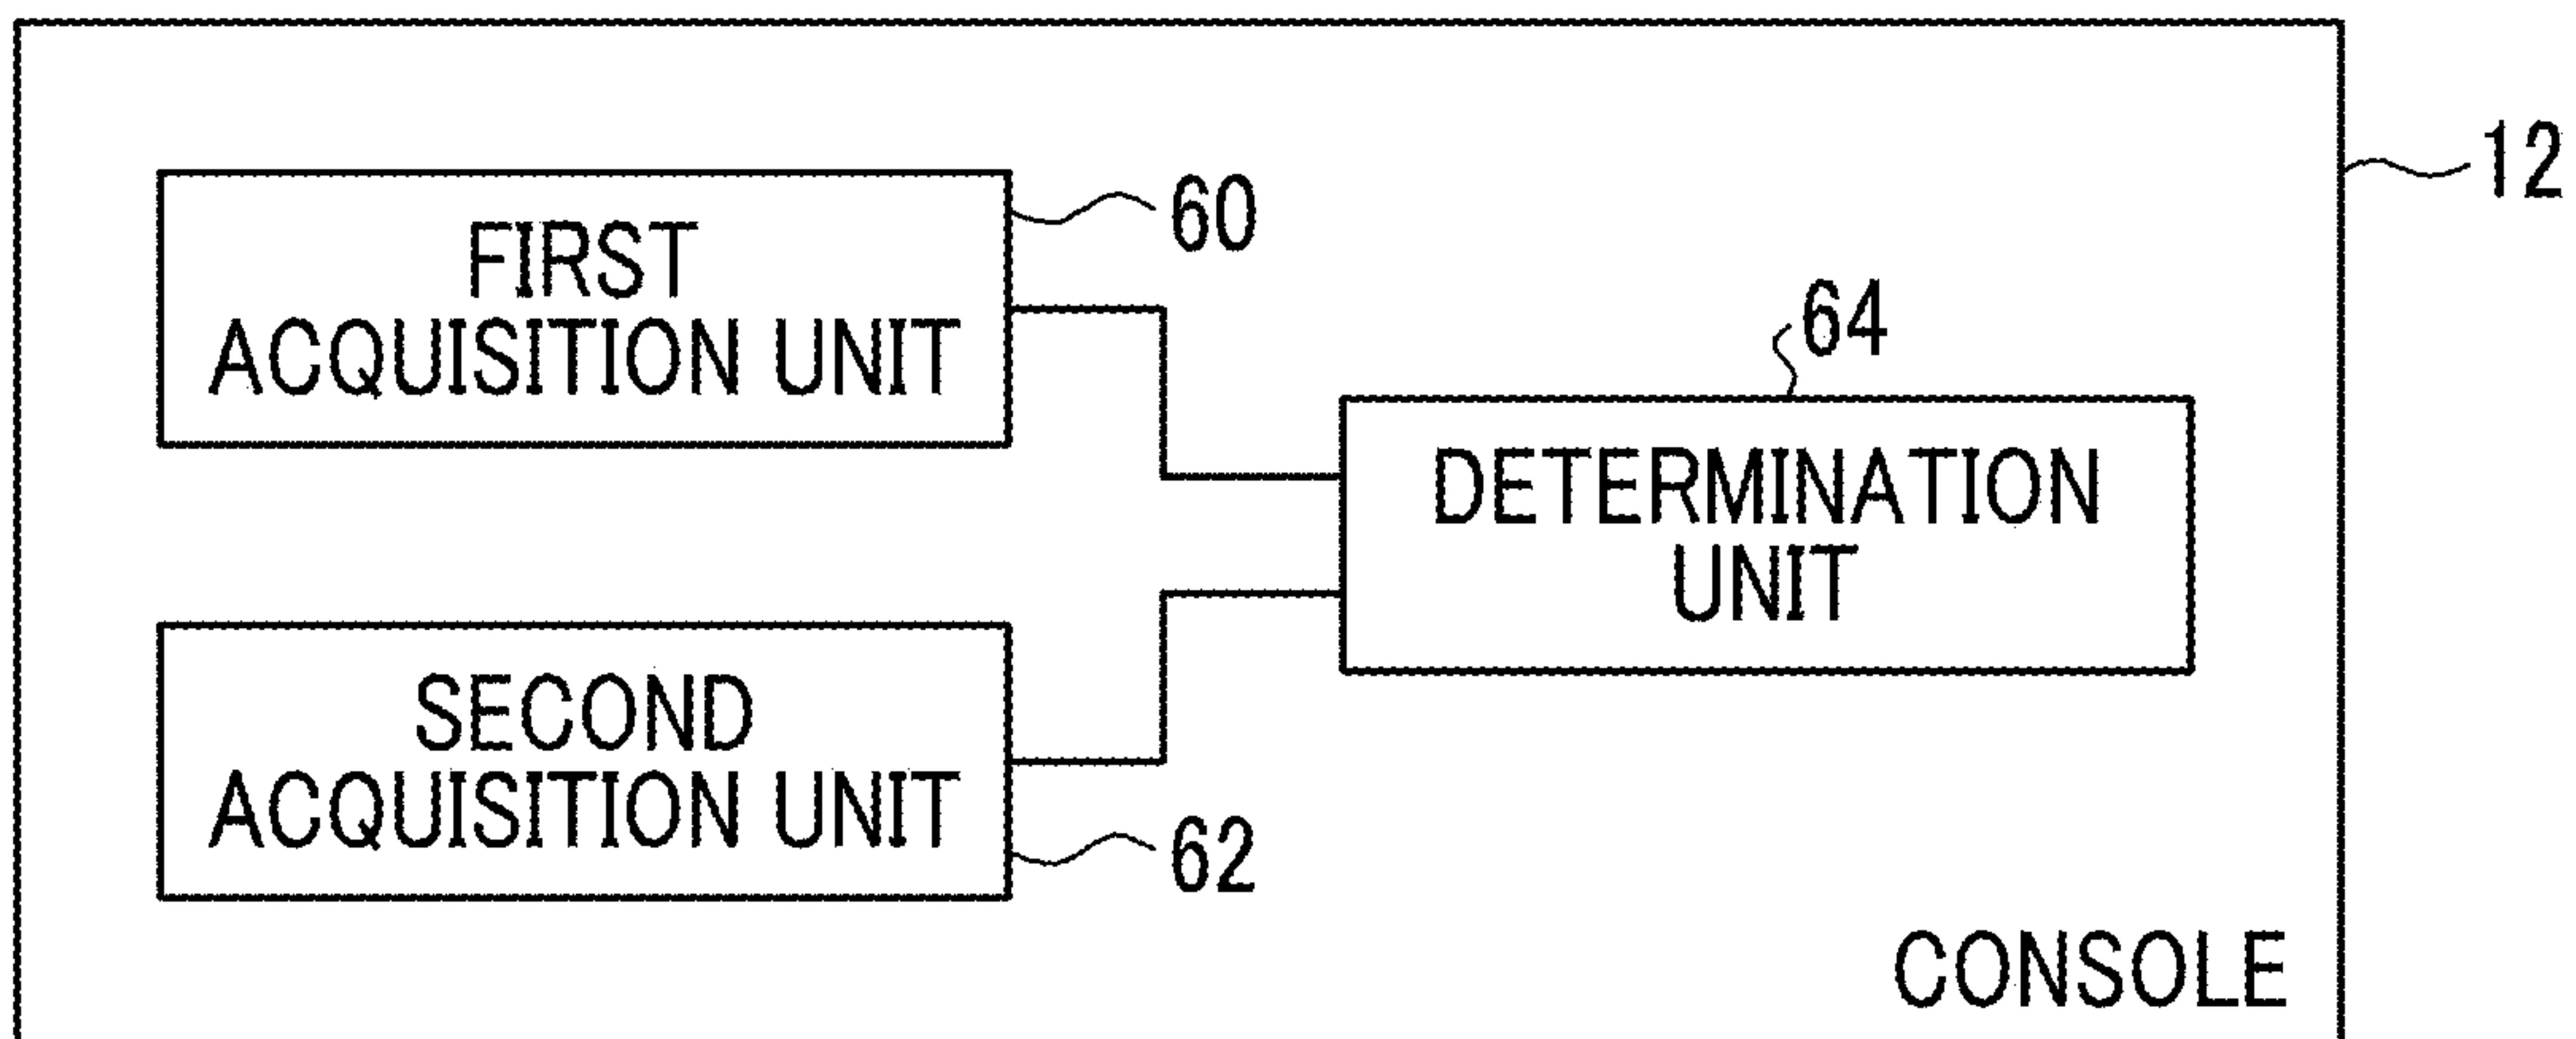 12
60
FIRST
ACQUISITION UNIT
64
DETERMINATION
UNIT
SECOND
ACQUISITION UNIT
62
CONSOLE